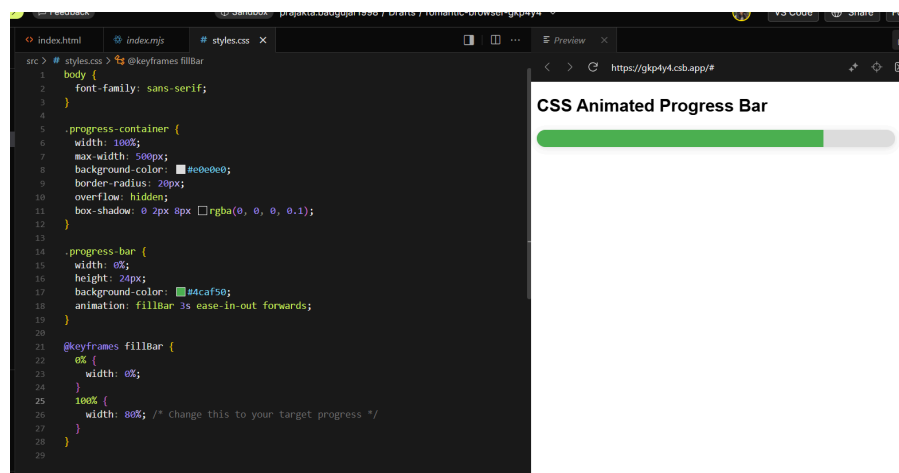 Feedback
Sandbox prajakta.badgujar1998 / Drafts / romantic-browser-gkp4y4
VS Code
Share
index.html
index.mjs
# styles.css ×
Preview ×
src > # styles.css > @keyframes fillBar
https://gkp4y4.csb.app/#
1 body {
2 font-family: sans-serif;
3 }
4
5 .progress-container {
6 width: 100%;
7 max-width: 500px;
8 background-color: #e0e0e0;
9 border-radius: 20px;
10 overflow: hidden;
11 box-shadow: 0 2px 8px rgba(0, 0, 0, 0.1);
12 }
13
14 .progress-bar {
15 width: 0%;
16 height: 24px;
17 background-color: #4caf50;
18 animation: fillBar 3s ease-in-out forwards;
19 }
20
21 @keyframes fillBar {
22 0% {
23 width: 0%;
24 }
25 100% {
26 width: 80%; /* Change this to your target progress */
27 }
28 }
29
CSS Animated Progress Bar